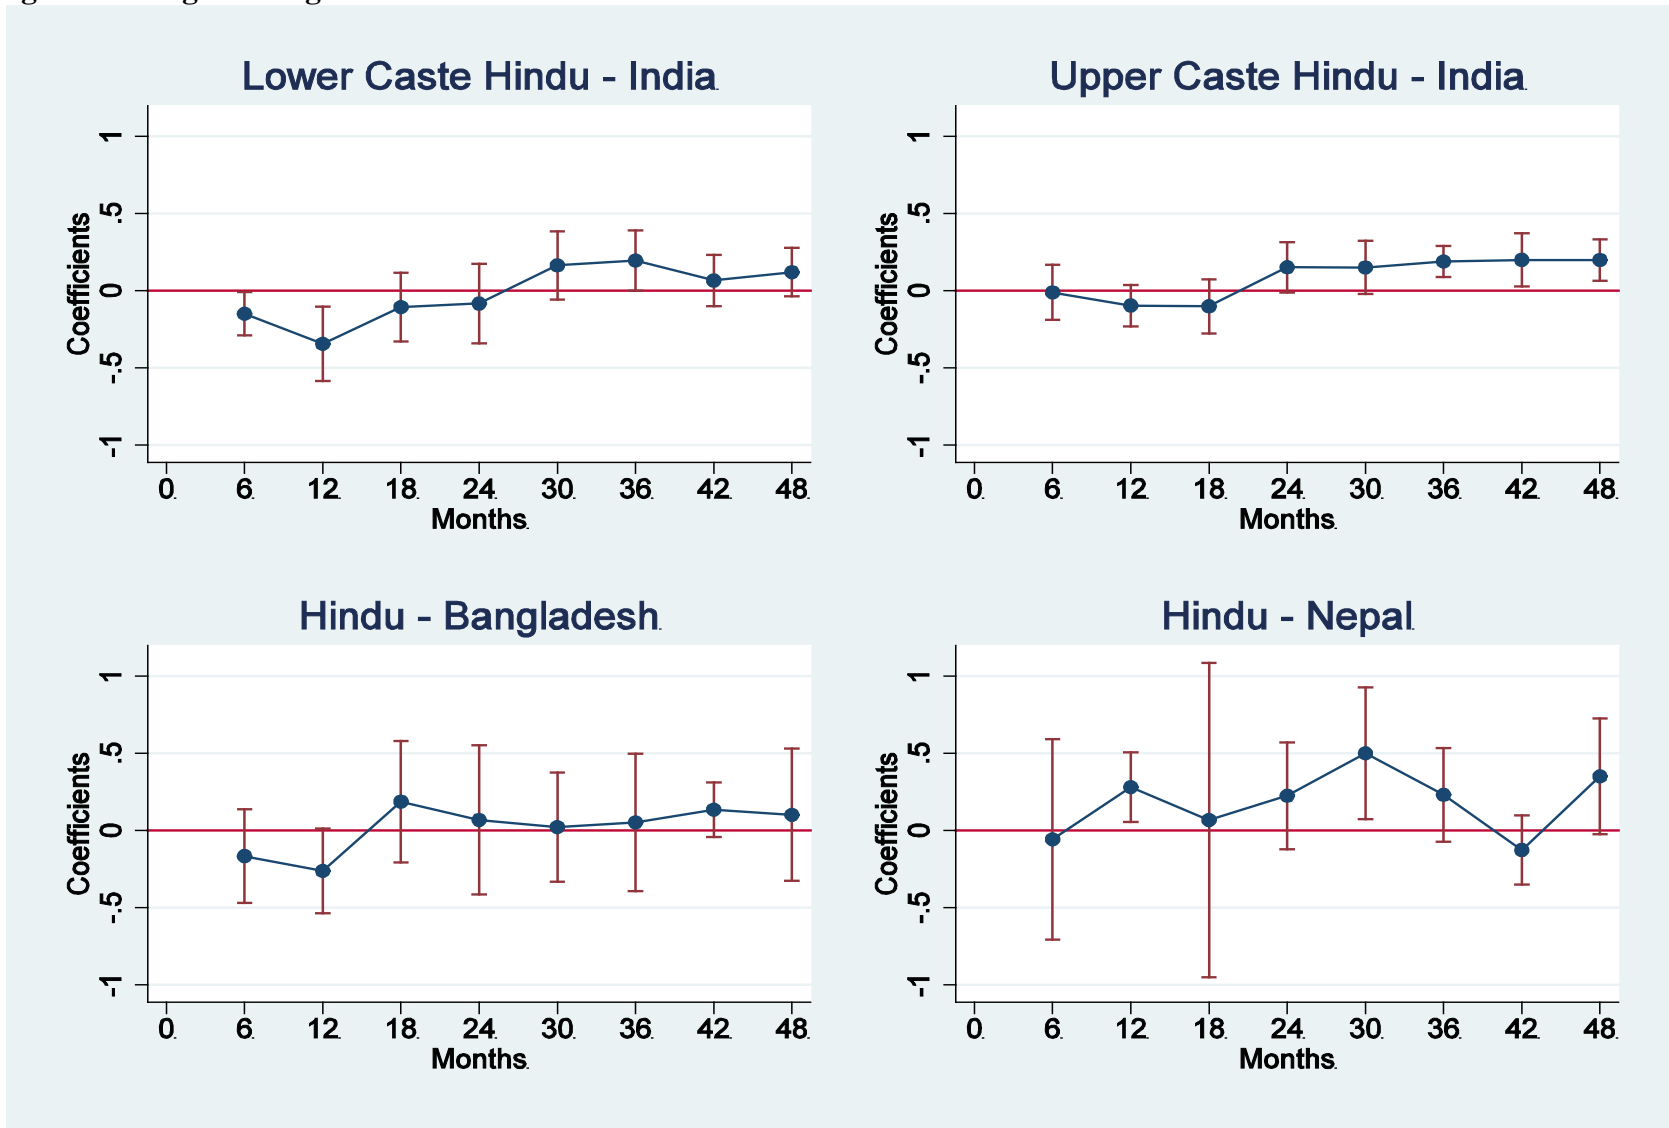 Lower Caste Hindu - India
Coefficients
1
.5
0
-.5
-1
0 6 12 18 24 30 36 42 48
Months
Upper Caste Hindu - India
Coefficients
1
.5
0
-.5
-1
0 6 12 18 24 30 36 42 48
Months
Hindu - Bangladesh
Coefficients
1
.5
0
-.5
-1
0 6 12 18 24 30 36 42 48
Months
Hindu - Nepal
Coefficients
1
.5
0
-.5
-1
0 6 12 18 24 30 36 42 48
Months